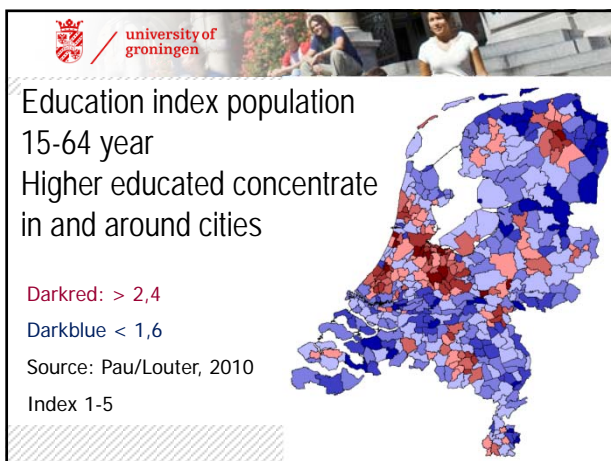 university of
groningen
Education index population
15-64 year
Higher educated concentrate
in and around cities
Darkred: > 2,4
Darkblue < 1,6
Source: Pau/Louter, 2010
Index 1-5